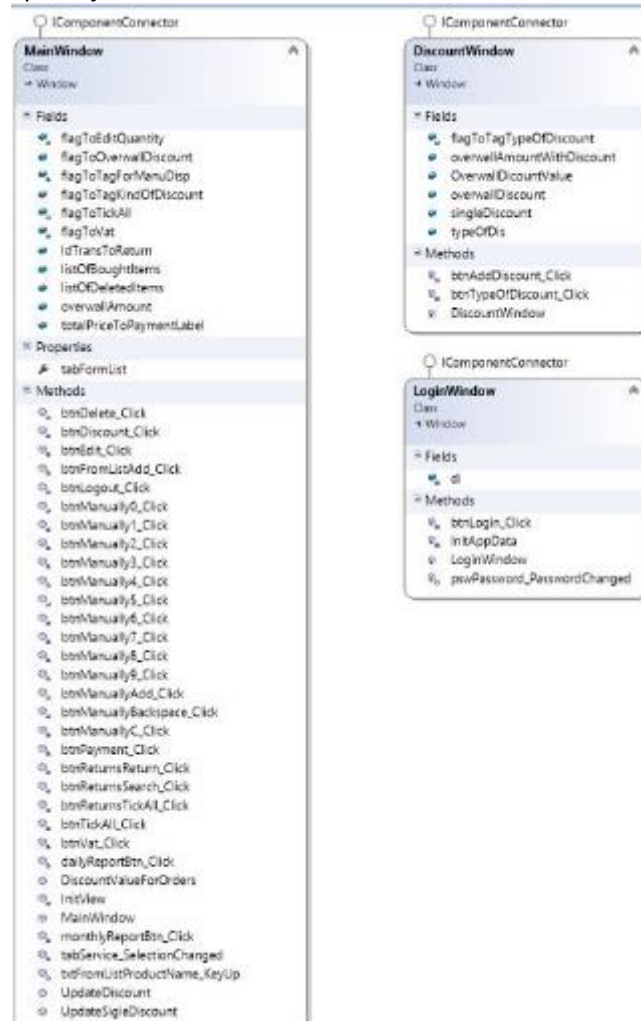 IComponentConnector
MainWindow
Class
→ Window
Fields
flagToEditQuantity
flagToOverwallDiscount
flagToTagForManuDisp
flagToTagKindOfDiscount
flagToTickAll
flagToVat
IdTransToReturn
listOfBoughtItems
listOfDeletedItems
overwallAmount
totalPriceToPaymentLabel
Properties
tabFormList
Methods
btnDelete_Click
btnDiscount_Click
btnEdit_Click
btnFromListAdd_Click
btnLogout_Click
btnManually0_Click
btnManually1_Click
btnManually2_Click
btnManually3_Click
btnManually4_Click
btnManually5_Click
btnManually6_Click
btnManually7_Click
btnManually8_Click
btnManually9_Click
btnManuallyAdd_Click
btnManuallyBackspace_Click
btnManuallyC_Click
btnPayment_Click
btnReturnsReturn_Click
btnReturnsSearch_Click
btnReturnsTickAll_Click
btnTickAll_Click
btnVat_Click
dailyReportBtn_Click
DiscountValueForOrders
InitView
MainWindow
monthlyReportBtn_Click
tabService_SelectionChanged
txtFromListProductName_KeyUp
UpdateDiscount
UpdateSigleDiscount
IComponentConnector
DiscountWindow
Class
→ Window
Fields
flagToTagTypeOfDiscount
overwallAmountWithDiscount
OverwallDicountValue
overwallDiscount
singleDiscount
typeOfDis
Methods
btnAddDiscount_Click
btnTypeOfDiscount_Click
DiscountWindow
IComponentConnector
LoginWindow
Class
→ Window
Fields
dl
Methods
btnLogin_Click
InitAppData
LoginWindow
pswPassword_PasswordChanged